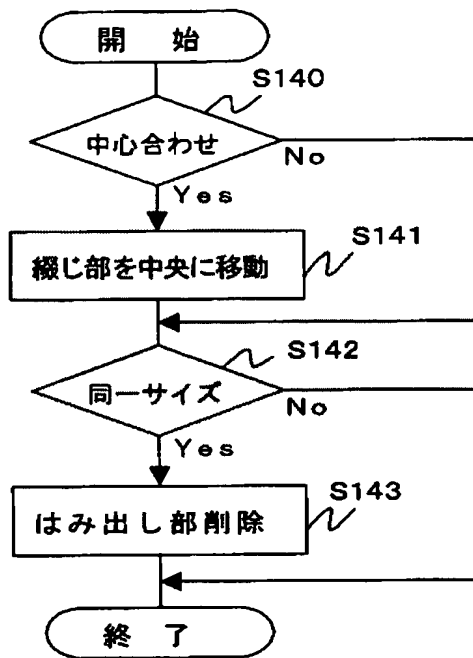 開始
S140
中心合わせ
No
Yes
S141
綴じ部を中央に移動
S142
同一サイズ
No
Yes
S143
はみ出し部削除
終了